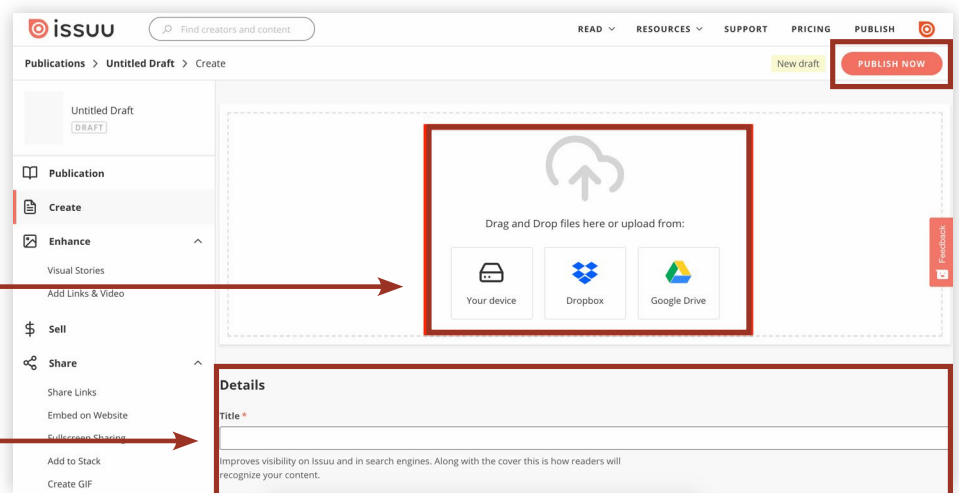 issuu
Find creators and content
READ
RESOURCES
SUPPORT
PRICING
PUBLISH
Publications > Untitled Draft > Create
New draft
PUBLISH NOW
Untitled Draft
DRAFT
Publication
Create
Enhance
Visual Stories
Add Links & Video
Sell
Share
Share Links
Embed on Website
Fullscreen Sharing
Add to Stack
Create GIF
Drag and Drop files here or upload from:
Your device
Dropbox
Google Drive
Feedback
Details
Title *
Improves visibility on Issuu and in search engines. Along with the cover this is how readers will
recognize your content.